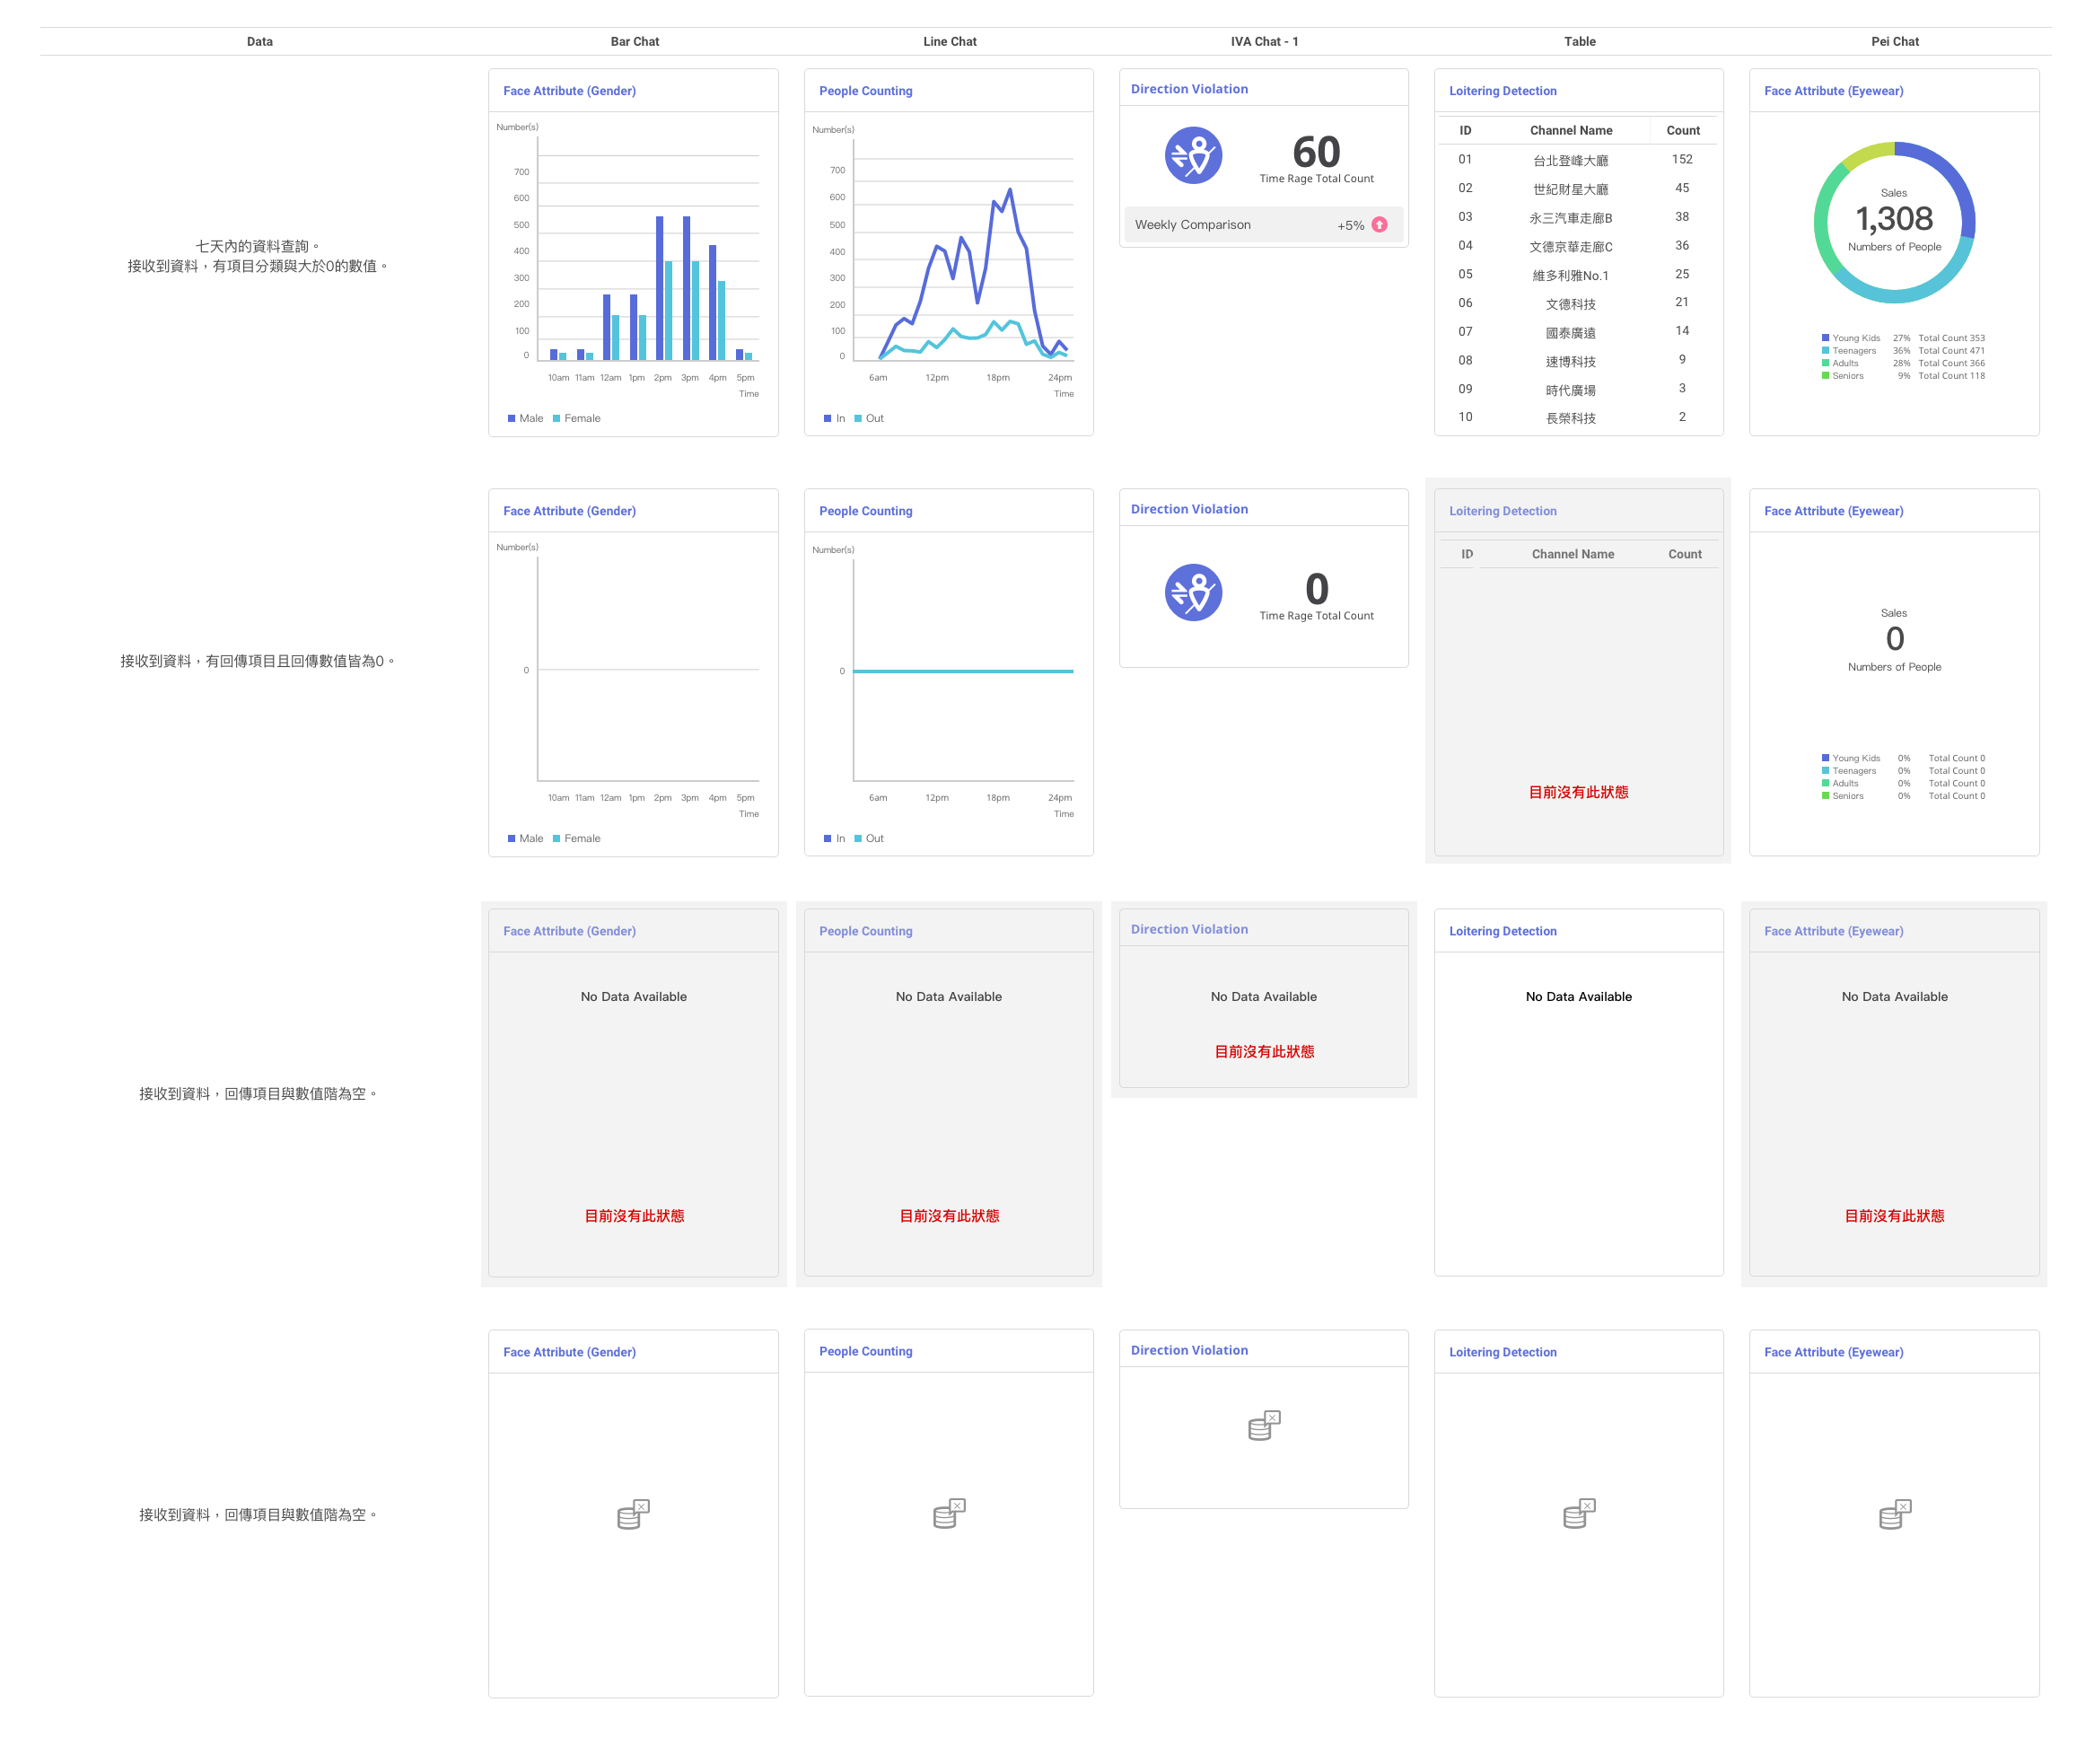 Data
Bar Chat
Line Chat
IVA Chat - 1
Table
Pei Chat
七天內的資料查詢。
接收到資料，有項目分類與大於0的數值。
Face Attribute (Gender)
Number(s)
700
600
500
400
300
200
100
0
10am 11am 12am 1pm 2pm 3pm 4pm 5pm
Time
Male Female
People Counting
Number(s)
700
600
500
400
300
200
100
0
6am 12pm 18pm 24pm
Time
In Out
Direction Violation
60
Time Rage Total Count
Weekly Comparison +5%
Loitering Detection
ID Channel Name Count
01 台北登峰大廳 152
02 世紀財星大廳 45
03 永三汽車走廊B 38
04 文德京華走廊C 36
05 維多利雅No.1 25
06 文德科技 21
07 國泰廣遠 14
08 速博科技 9
09 時代廣場 3
10 長榮科技 2
Face Attribute (Eyewear)
Sales
1,308
Numbers of People
Young Kids 27% Total Count 353
Teenagers 36% Total Count 471
Adults 28% Total Count 366
Seniors 9% Total Count 118
接收到資料，有回傳項目且回傳數值皆為0。
Face Attribute (Gender)
Number(s)
0
10am 11am 12am 1pm 2pm 3pm 4pm 5pm
Time
Male Female
People Counting
Number(s)
0
6am 12pm 18pm 24pm
Time
In Out
Direction Violation
0
Time Rage Total Count
Loitering Detection
ID Channel Name Count
目前沒有此狀態
Face Attribute (Eyewear)
Sales
0
Numbers of People
Young Kids 0% Total Count 0
Teenagers 0% Total Count 0
Adults 0% Total Count 0
Seniors 0% Total Count 0
接收到資料，回傳項目與數值階為空。
Face Attribute (Gender)
No Data Available
目前沒有此狀態
People Counting
No Data Available
目前沒有此狀態
Direction Violation
No Data Available
目前沒有此狀態
Loitering Detection
No Data Available
Face Attribute (Eyewear)
No Data Available
目前沒有此狀態
接收到資料，回傳項目與數值階為空。
Face Attribute (Gender)
People Counting
Direction Violation
Loitering Detection
Face Attribute (Eyewear)